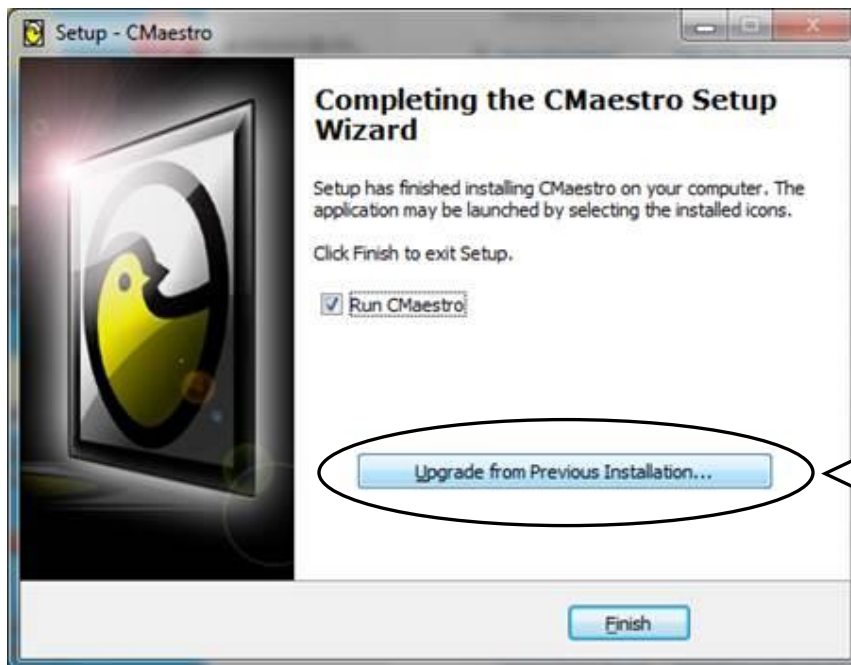 Setup - CMaestro
Completing the CMaestro Setup
Wizard
Setup has finished installing CMaestro on your computer. The
application may be launched by selecting the installed icons.
Click Finish to exit Setup.
Run CMaestro
Upgrade from Previous Installation...
Finish